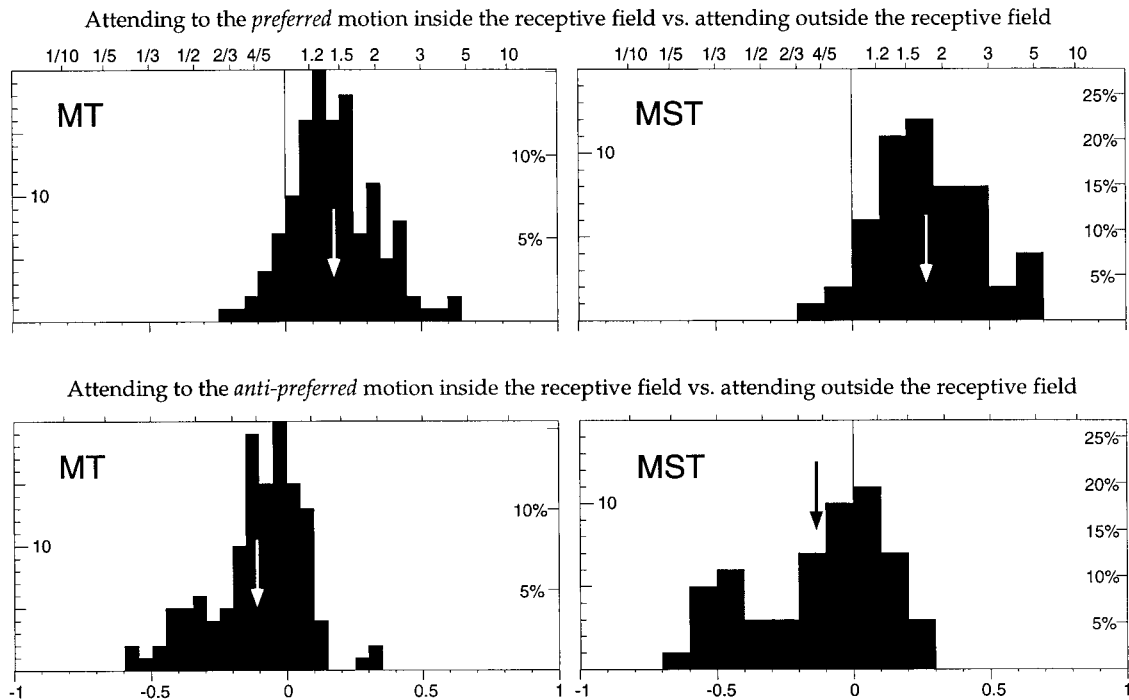 Attending to the preferred motion inside the receptive field vs. attending outside the receptive field
1/10 1/5 1/3 1/2 2/3 4/5 1.2 1.5 2 3 5 10
1/10 1/5 1/3 1/2 2/3 4/5 1.2 1.5 2 3 5 10
MT
10
10%
5%
MST
10
25%
20%
15%
10%
5%
Attending to the anti-preferred motion inside the receptive field vs. attending outside the receptive field
MT
10
10%
5%
-1 -0.5 0 0.5
MST
10
25%
20%
15%
10%
5%
-1 -0.5 0 0.5 1